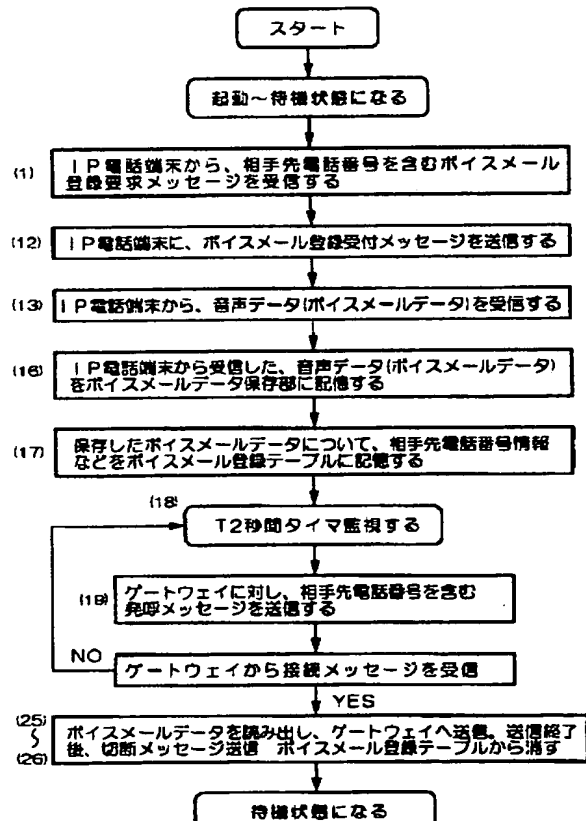 スタート
起動～待機状態になる
(1) IP電話端末から、相手先電話番号を含むボイスメール
登録要求メッセージを受信する
(12) IP電話端末に、ボイスメール登録受付メッセージを送信する
(13) IP電話端末から、音声データ(ボイスメールデータ)を受信する
(16) IP電話端末から受信した、音声データ(ボイスメールデータ)
をボイスメールデータ保存部に記憶する
(17) 保存したボイスメールデータについて、相手先電話番号情報
などをボイスメール登録テーブルに記憶する
(18)
T2秒間タイマ監視する
(19) ゲートウェイに対し、相手先電話番号を含む
発呼メッセージを送信する
NO
ゲートウェイから接続メッセージを受信
YES
(25) ボイスメールデータを読み出し、ゲートウェイへ送信。送信終了
～
(26) 後、切断メッセージ送信 ボイスメール登録テーブルから消す
待機状態になる